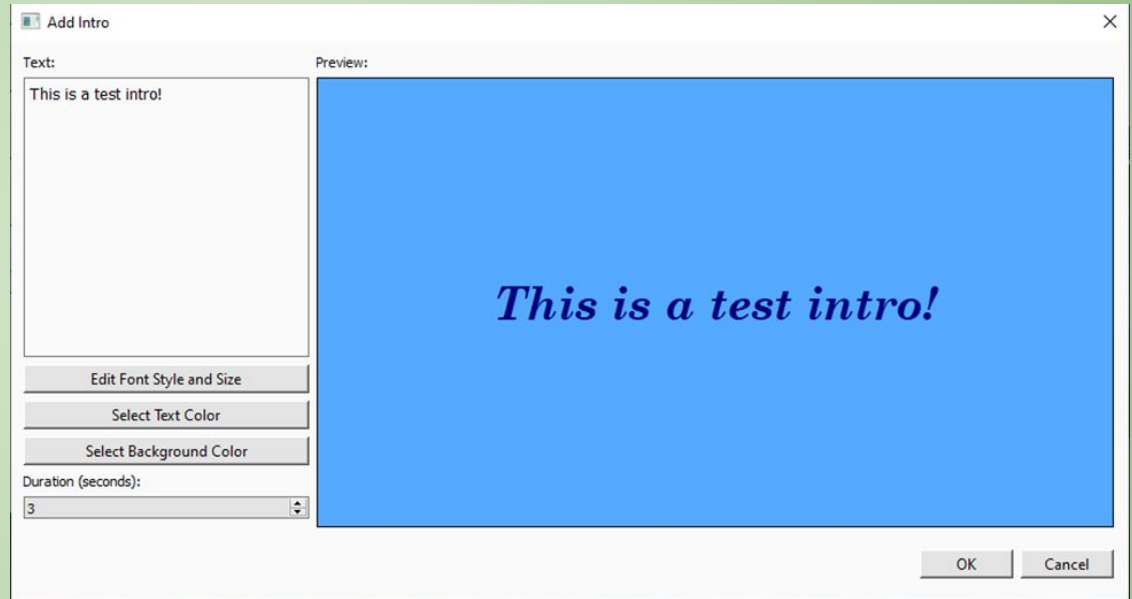 Add Intro
Text:
Preview:
This is a test intro!
This is a test intro!
Edit Font Style and Size
Select Text Color
Select Background Color
Duration (seconds):
3
OK
Cancel